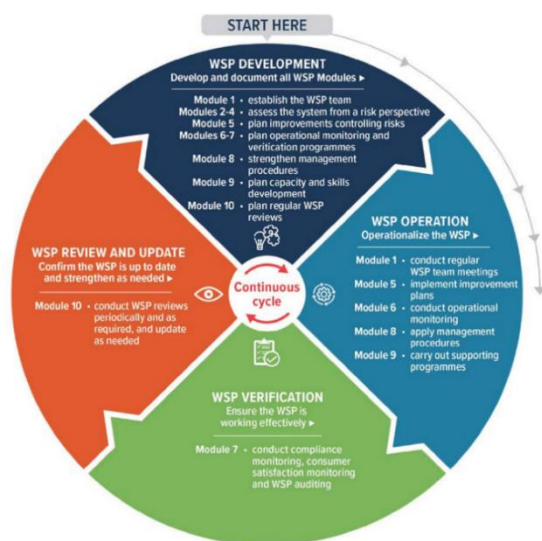 START HERE
WSP DEVELOPMENT
Develop and document all WSP Modules ▸
Module 1 • establish the WSP team
Modules 2-4 • assess the system from a risk perspective
Module 5 • plan improvements controlling risks
Modules 6-7 • plan operational monitoring and
verification programmes
Module 8 • strengthen management
procedures
Module 9 • plan capacity and skills
development
Module 10 • plan regular WSP
reviews
WSP OPERATION
Operationalize the WSP ▸
Module 1 • conduct regular
WSP team meetings
Module 5 • implement improvement
plans
Module 6 • conduct operational
monitoring
Module 8 • apply management
procedures
Module 9 • carry out supporting
programmes
WSP VERIFICATION
Ensure the WSP is
working effectively ▸
Module 7 • conduct compliance
monitoring, consumer
satisfaction monitoring
and WSP auditing
WSP REVIEW AND UPDATE
Confirm the WSP is up to date
and strengthen as needed ▸
Module 10 • conduct WSP reviews
periodically and as
required, and update
as needed
Continuous
cycle